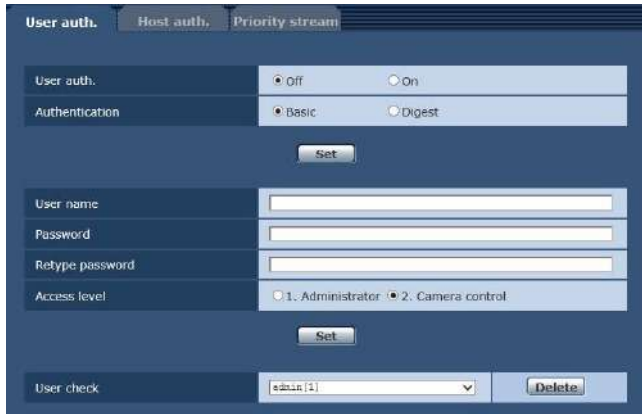 User auth. Host auth. Priority stream
User auth. Off On
Authentication Basic Digest
Set
User name
Password
Retype password
Access level 1. Administrator 2. Camera control
Set
User check admin[1] Delete